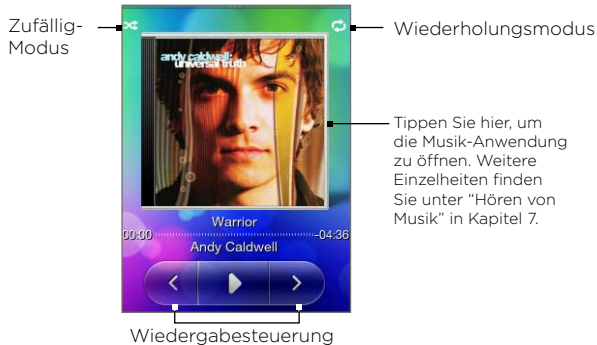 Zufällig-
Modus
Wiederholungsmodus
andy caldwell:
universal truth
Tippen Sie hier, um
die Musik-Anwendung
zu öffnen. Weitere
Einzelheiten finden
Sie unter “Hören von
Musik” in Kapitel 7.
Warrior
00:00 -04:36
Andy Caldwell
Wiedergabesteuerung